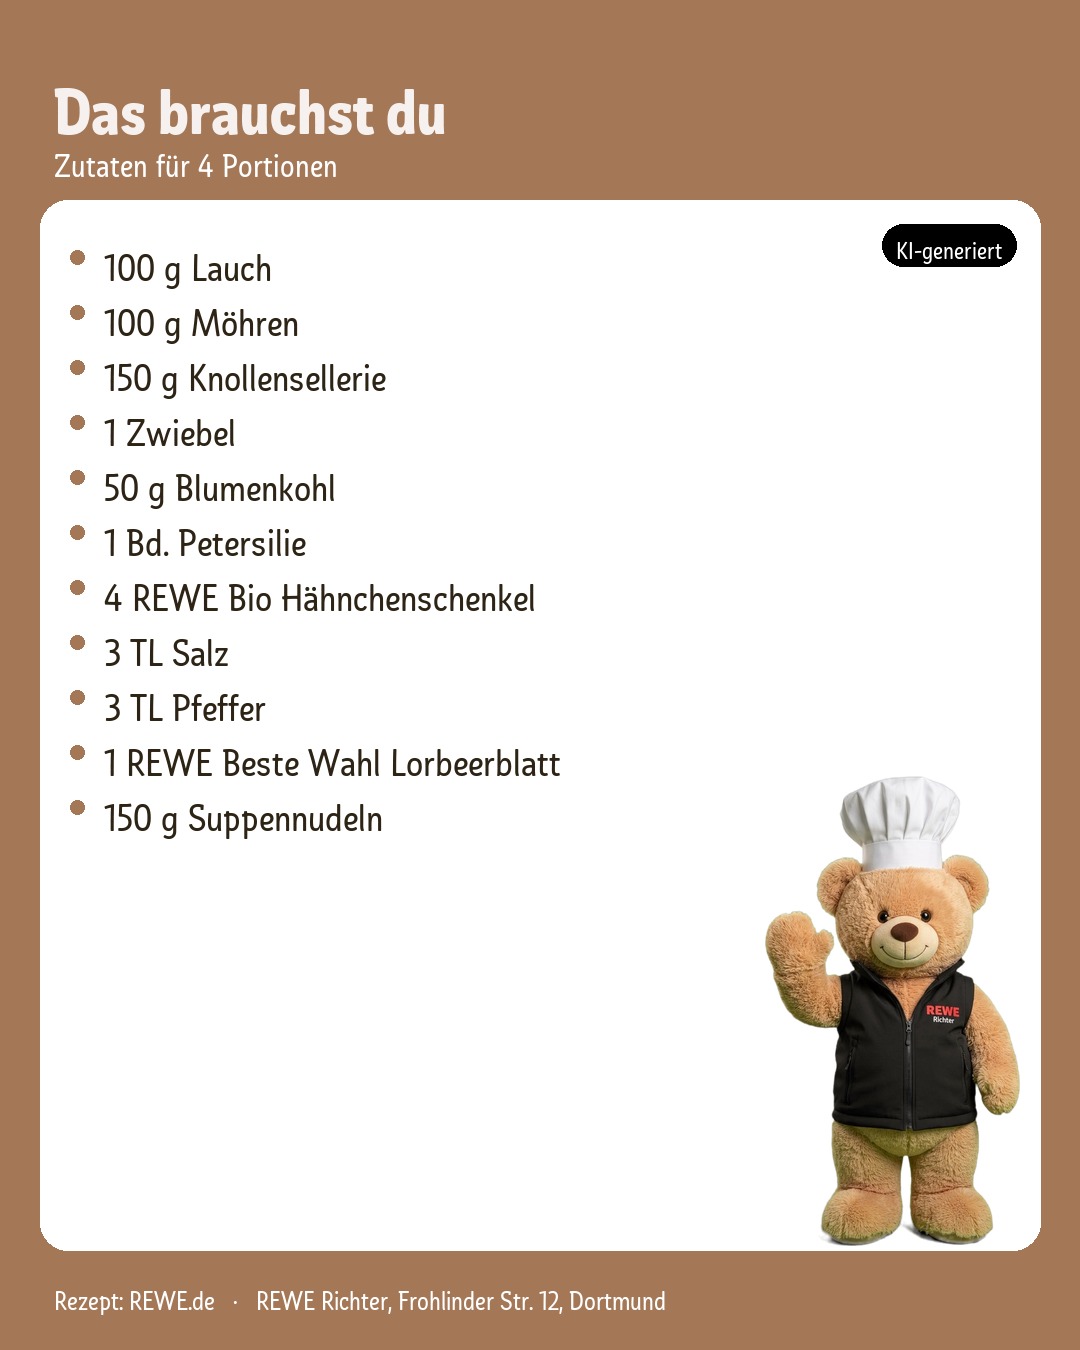 Das brauchst du
Zutaten für 4 Portionen
KI-generiert
100 g Lauch
100 g Möhren
150 g Knollensellerie
1 Zwiebel
50 g Blumenkohl
1 Bd. Petersilie
4 REWE Bio Hähnchenschenkel
3 TL Salz
3 TL Pfeffer
1 REWE Beste Wahl Lorbeerblatt
150 g Suppennudeln
REWE
Richter
Rezept: REWE.de · REWE Richter, Frohlinder Str. 12, Dortmund